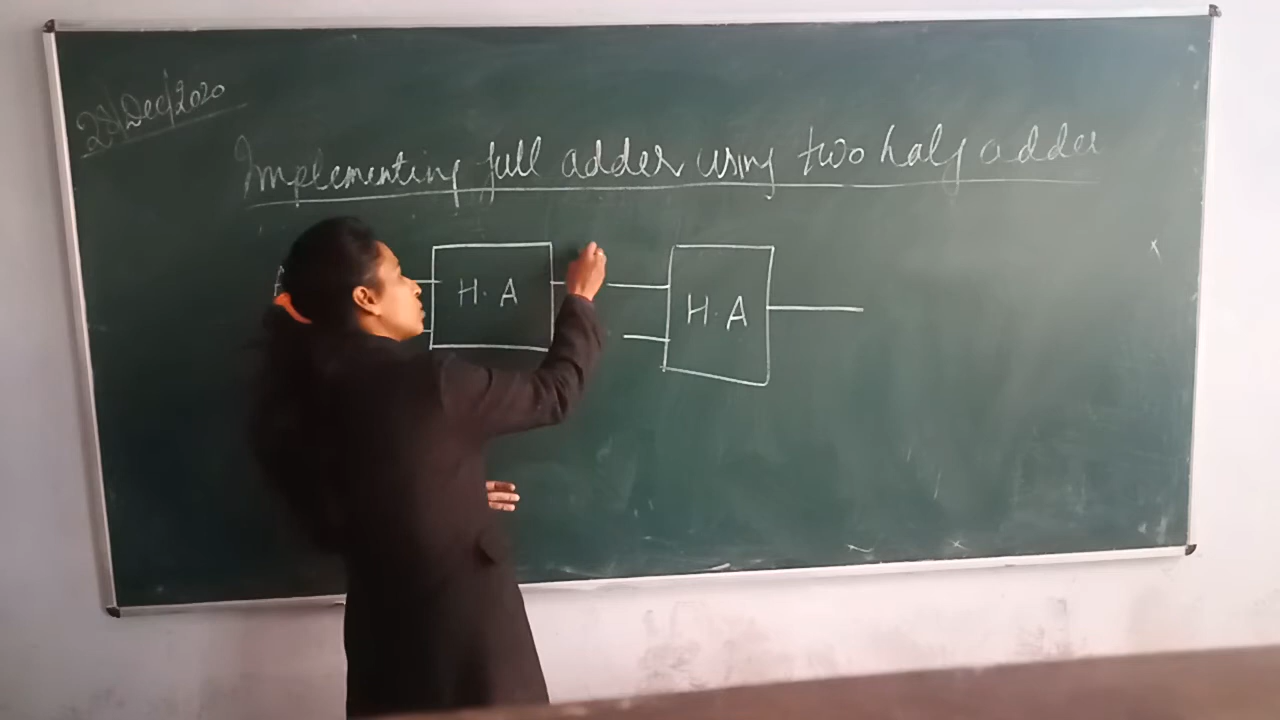 28/Dec/2020
Implementing full adder using two half adder
H.A
H.A